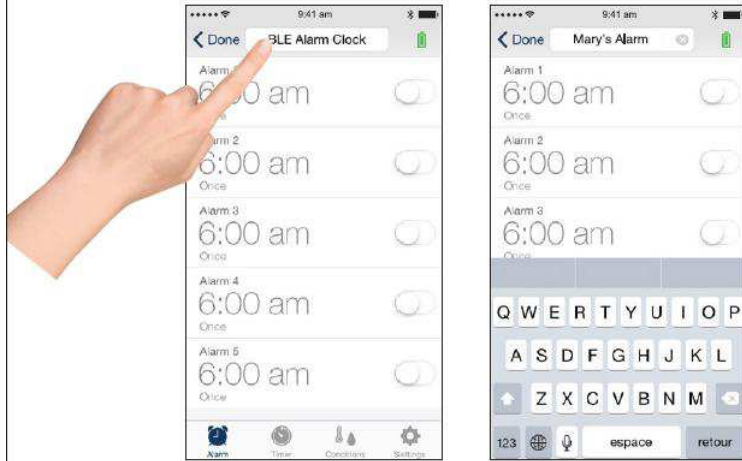 9:41 am
Done BLE Alarm Clock
Alarm
6:00 am
Alarm 2
6:00 am
Once
Alarm 3
6:00 am
Once
Alarm 4
6:00 am
Once
Alarm 5
6:00 am
Once
Alarm Timer Conditions Settings
9:41 am
Done Mary's Alarm
Alarm 1
6:00 am
Once
Alarm 2
6:00 am
Once
Alarm 3
6:00 am
Once
Q W E R T Y U I O P
A S D F G H J K L
Z X C V B N M
123 espace retour